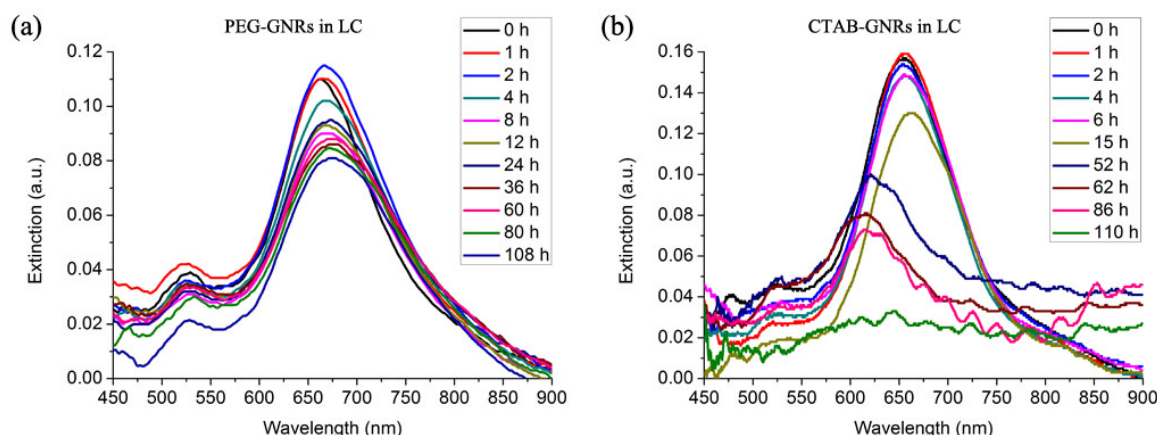 (a)
PEG-GNRs in LC
0 h
1 h
2 h
4 h
8 h
12 h
24 h
36 h
60 h
80 h
108 h
0.12
0.10
0.08
0.06
0.04
0.02
0.00
Extinction (a.u.)
450 500 550 600 650 700 750 800 850 900
Wavelength (nm)
(b)
CTAB-GNRs in LC
0 h
1 h
2 h
4 h
6 h
15 h
52 h
62 h
86 h
110 h
0.16
0.14
0.12
0.10
0.08
0.06
0.04
0.02
0.00
Extinction (a.u.)
450 500 550 600 650 700 750 800 850 900
Wavelength (nm)